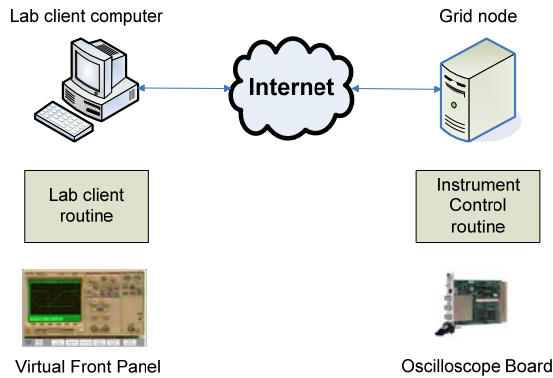 Lab client computer
Grid node
Internet
Lab client
routine
Instrument
Control
routine
Virtual Front Panel
Oscilloscope Board